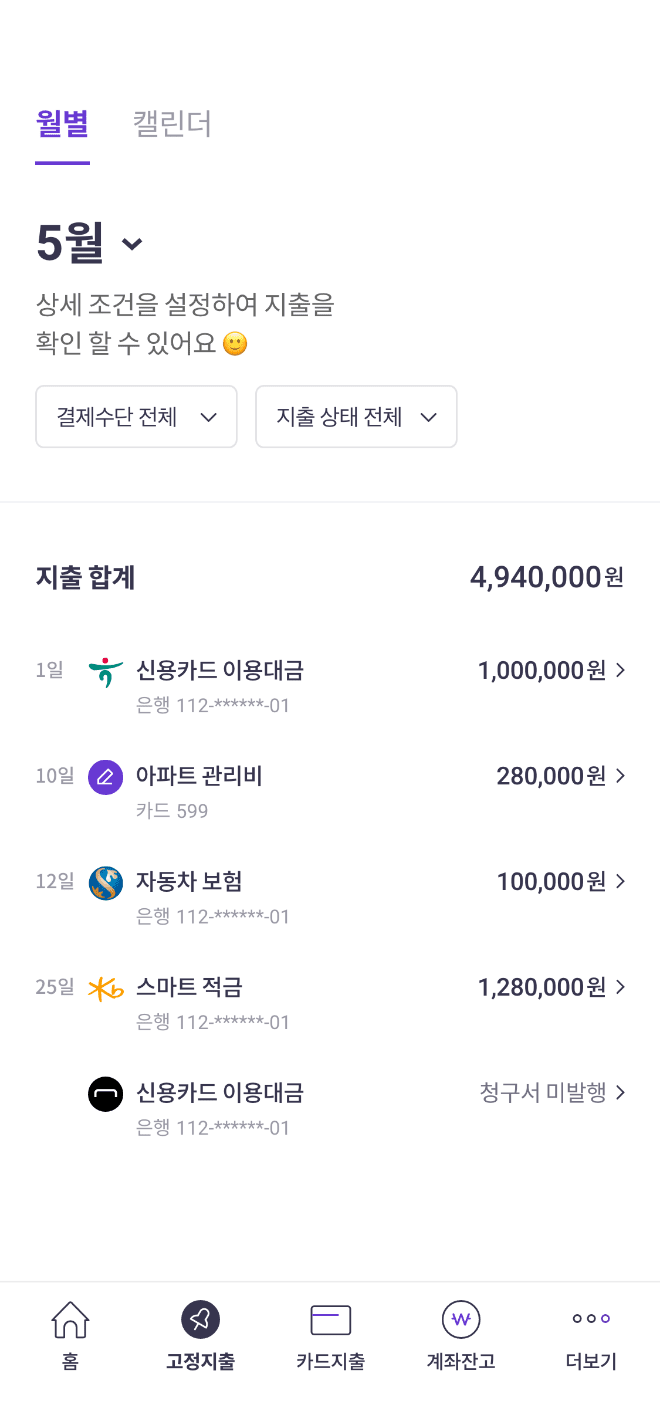 월별 캘린더
5월
상세 조건을 설정하여 지출을
확인 할 수 있어요 🙂
결제수단 전체 지출 상태 전체
지출 합계 4,940,000원
1일 신용카드 이용대금 1,000,000원
은행 112-******-01
10일 아파트 관리비 280,000원
카드 599
12일 자동차 보험 100,000원
은행 112-******-01
25일 스마트 적금 1,280,000원
은행 112-******-01
신용카드 이용대금 청구서 미발행
은행 112-******-01
홈 고정지출 카드지출 계좌잔고 더보기